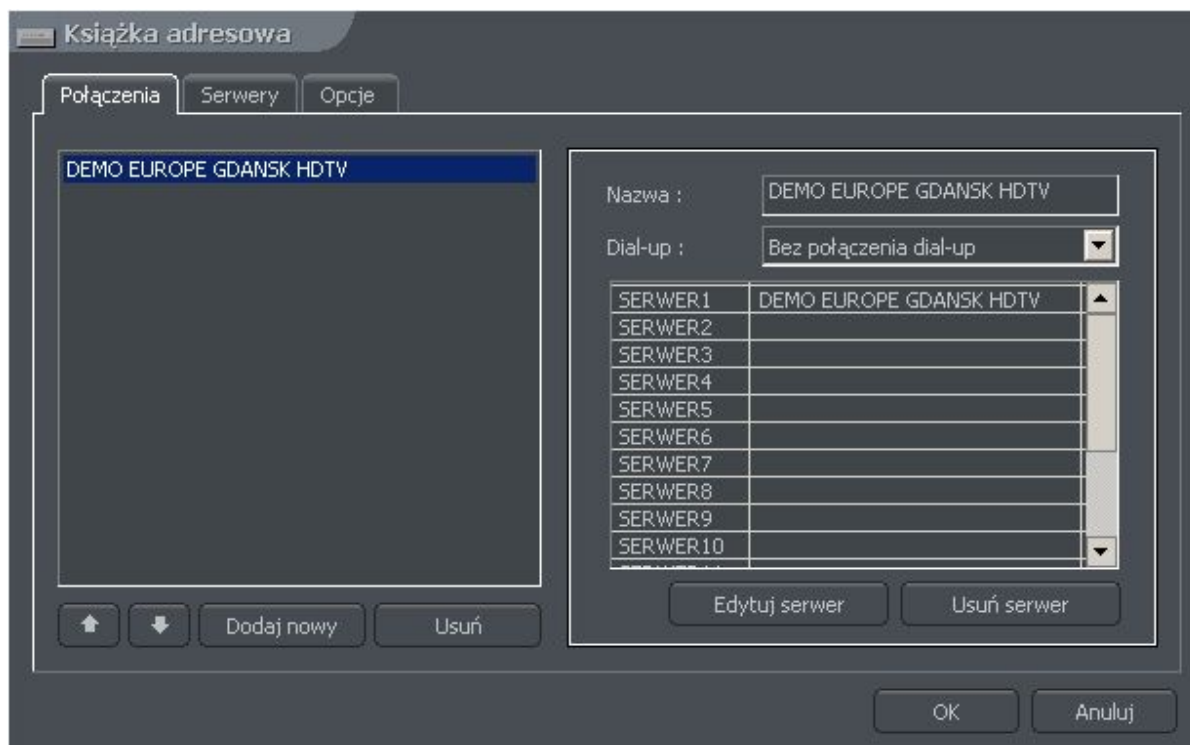 Książka adresowa
Połączenia Serwery Opcje
DEMO EUROPE GDANSK HDTV
Dodaj nowy Usuń
Nazwa : DEMO EUROPE GDANSK HDTV
Dial-up : Bez połączenia dial-up
SERWER1 DEMO EUROPE GDANSK HDTV
SERWER2
SERWER3
SERWER4
SERWER5
SERWER6
SERWER7
SERWER8
SERWER9
SERWER10
Edytuj serwer Usuń serwer
OK Anuluj